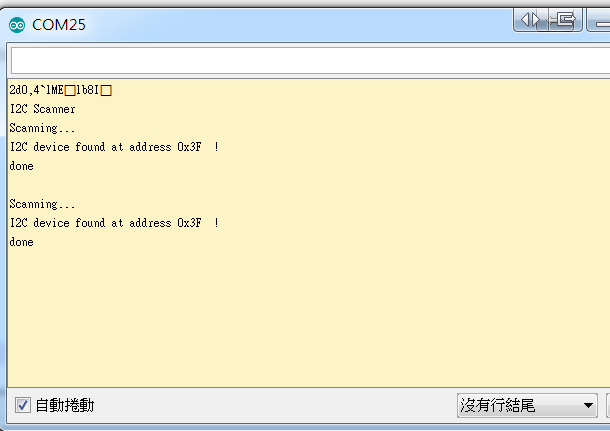 COM25
2d0,4`lME□lb8I□
I2C Scanner
Scanning...
I2C device found at address 0x3F  !
done
Scanning...
I2C device found at address 0x3F  !
done
自動捲動
沒有行結尾